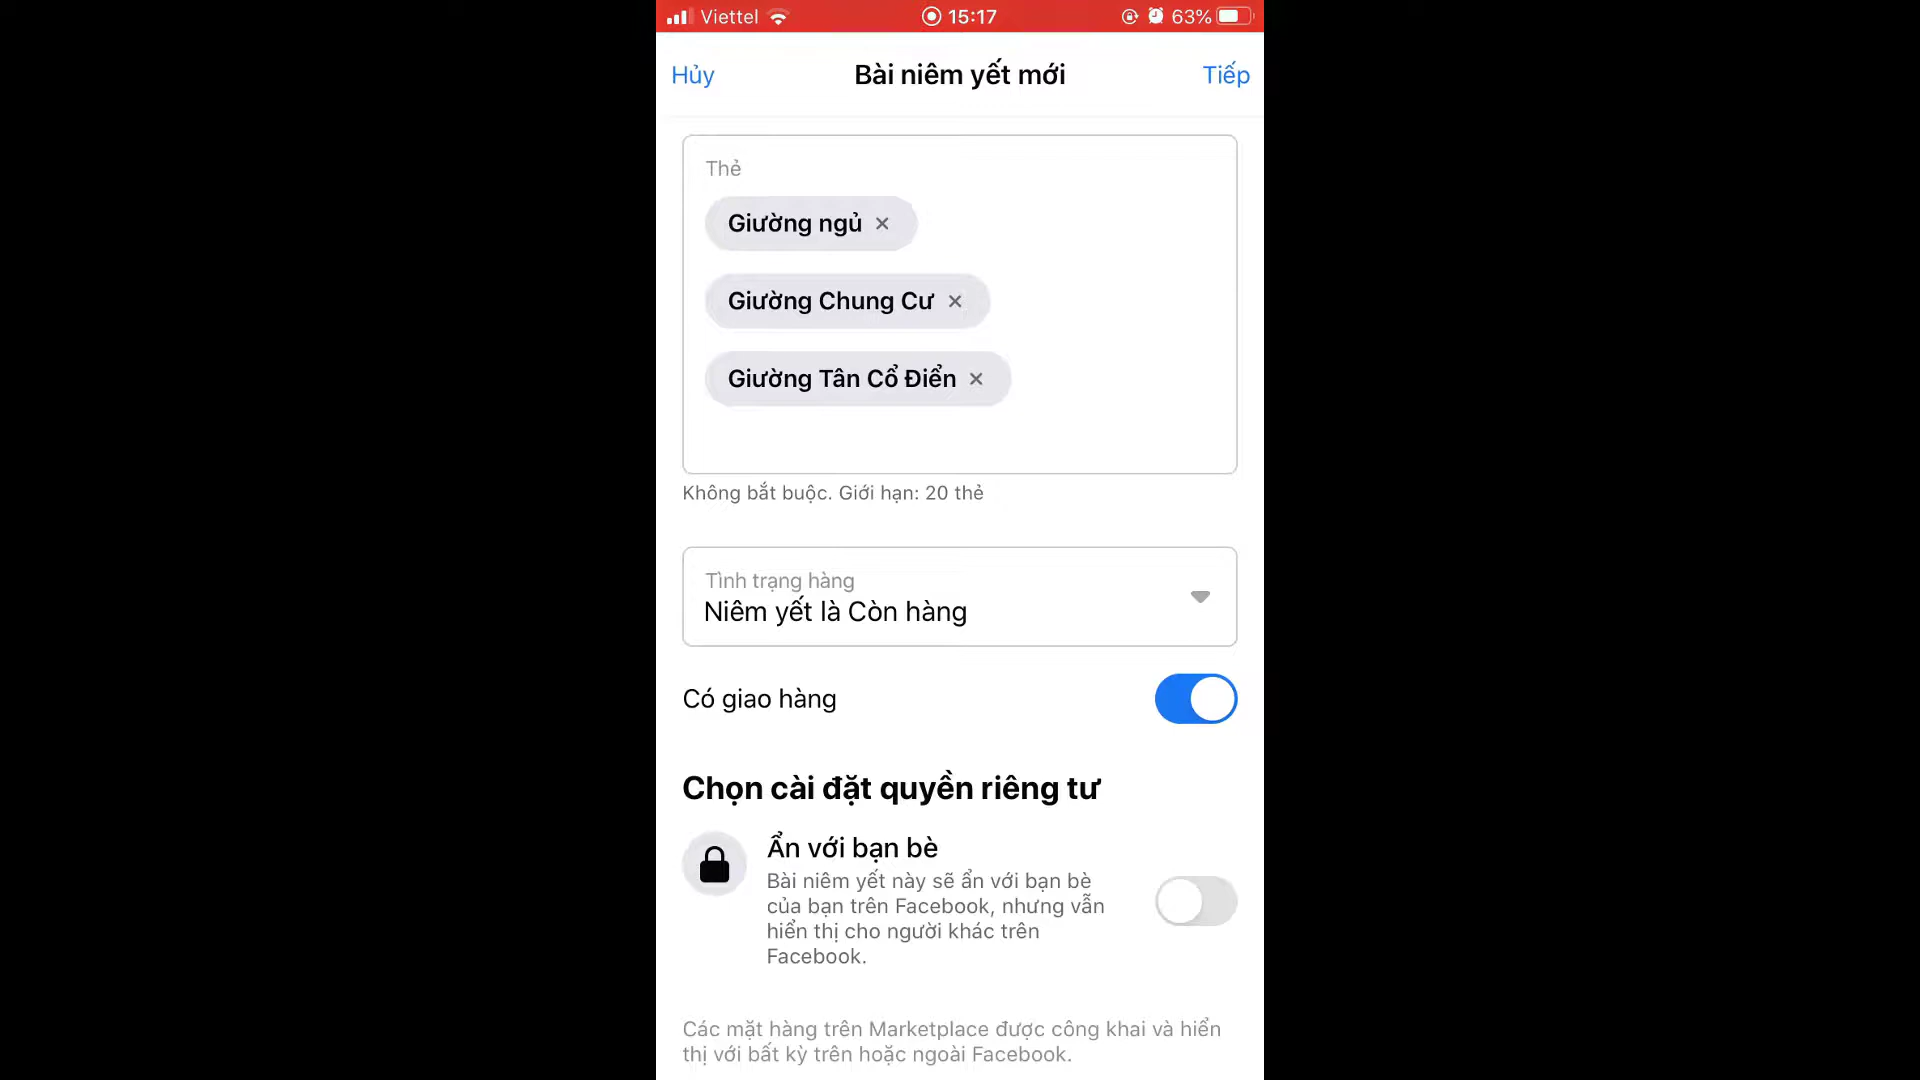 Viettel 15:17 63%
Hủy Bài niêm yết mới Tiếp
Thẻ
Giường ngủ ×
Giường Chung Cư ×
Giường Tân Cổ Điển ×
Không bắt buộc. Giới hạn: 20 thẻ
Tình trạng hàng
Niêm yết là Còn hàng
Có giao hàng
Chọn cài đặt quyền riêng tư
Ẩn với bạn bè
Bài niêm yết này sẽ ẩn với bạn bè
của bạn trên Facebook, nhưng vẫn
hiển thị cho người khác trên
Facebook.
Các mặt hàng trên Marketplace được công khai và hiển
thị với bất kỳ trên hoặc ngoài Facebook.